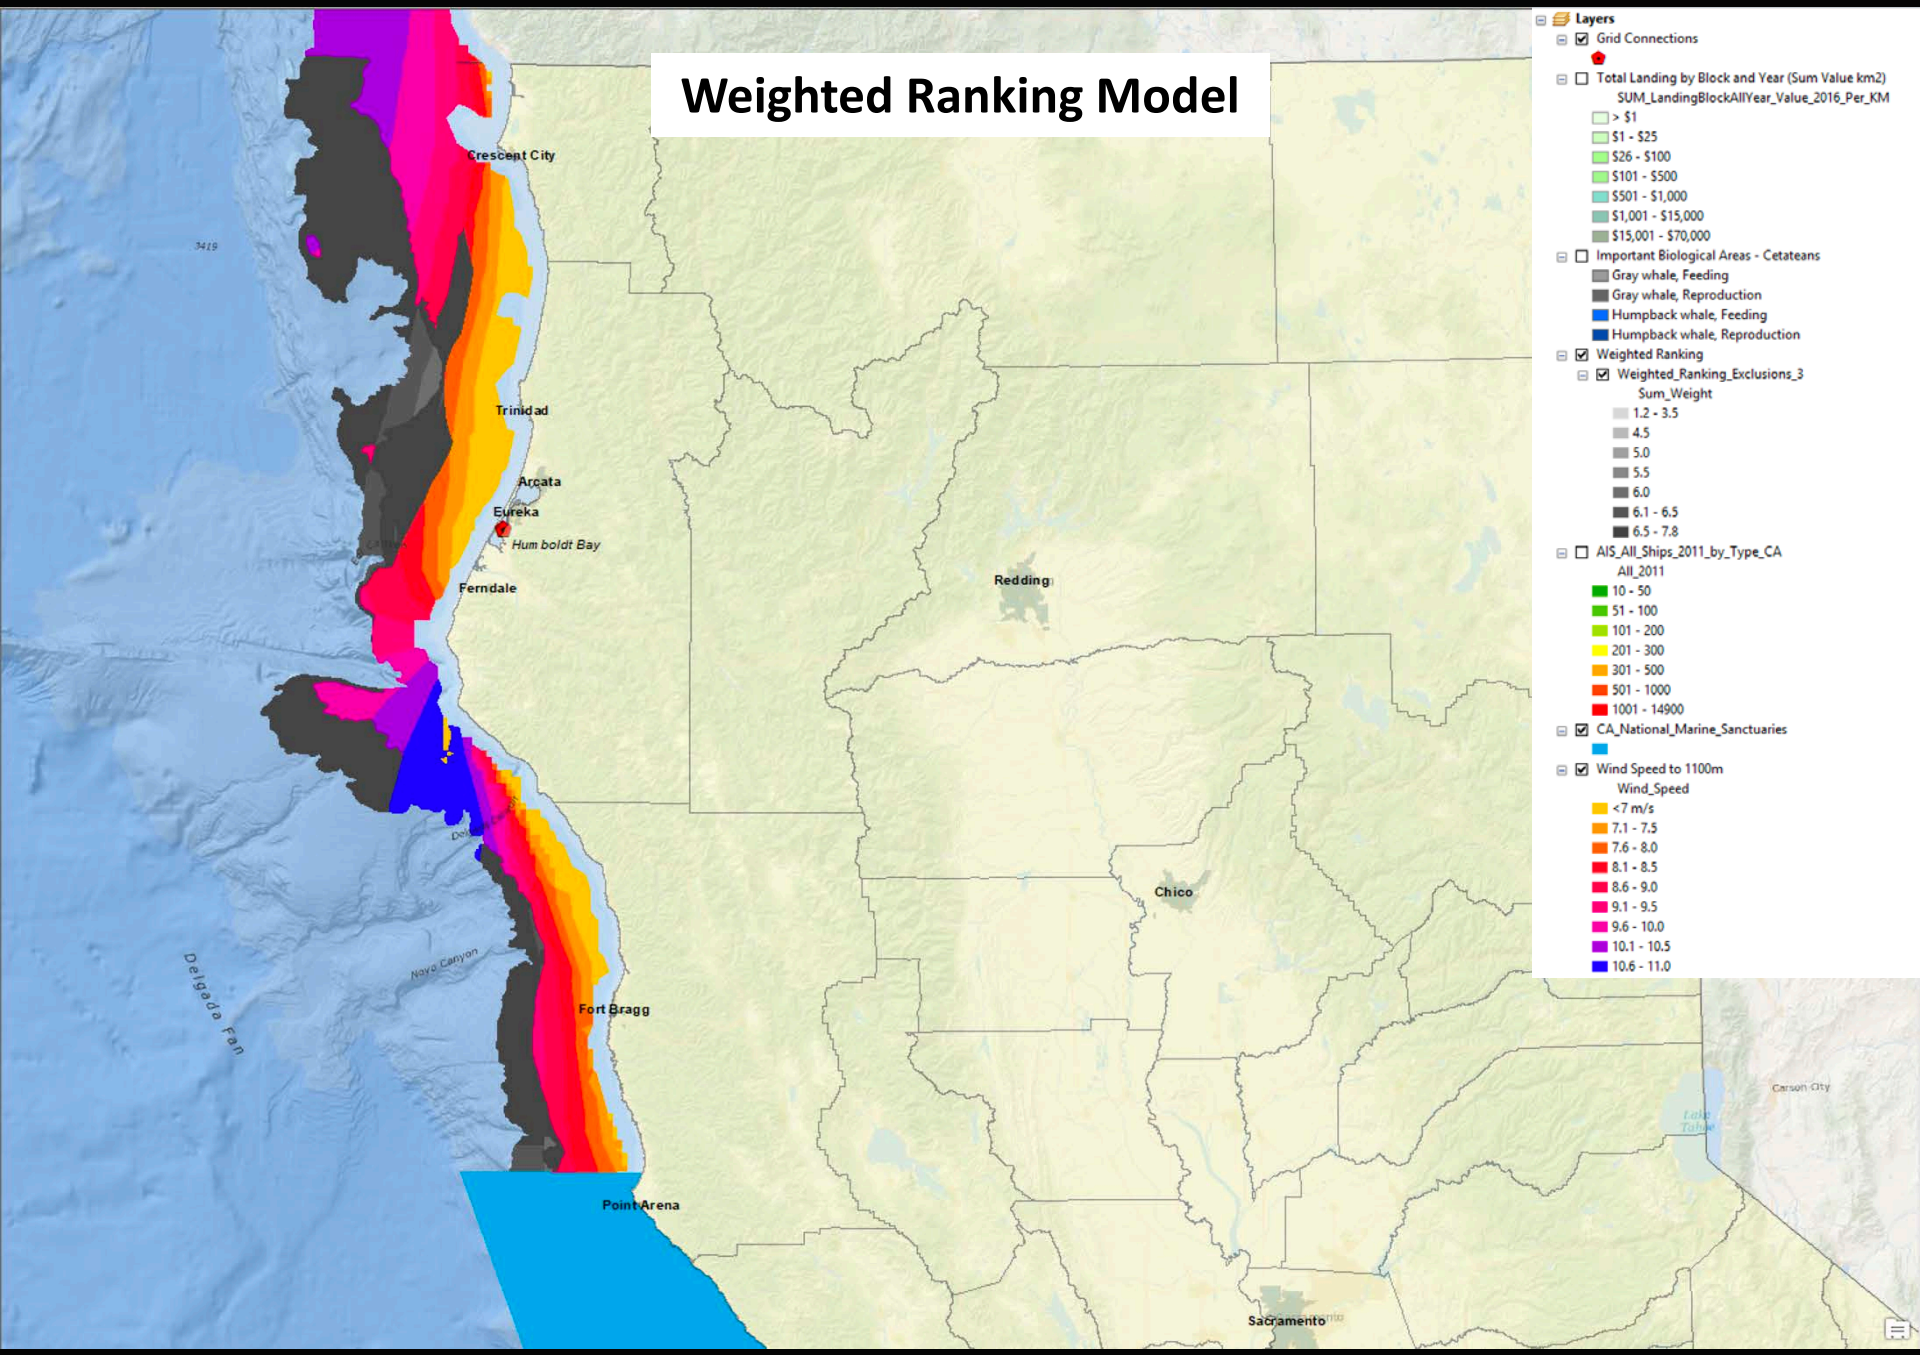 Weighted Ranking Model
Layers
Grid Connections
Total Landing by Block and Year (Sum Value km2)
SUM_LandingBlockAllYear_Value_2016_Per_KM
> $1
$1 - $25
$26 - $100
$101 - $500
$501 - $1,000
$1,001 - $15,000
$15,001 - $70,000
Important Biological Areas - Cetateans
Gray whale, Feeding
Gray whale, Reproduction
Humpback whale, Feeding
Humpback whale, Reproduction
Weighted Ranking
Weighted_Ranking_Exclusions_3
Sum_Weight
1.2 - 3.5
4.5
5.0
5.5
6.0
6.1 - 6.5
6.5 - 7.8
AIS_All_Ships_2011_by_Type_CA
All_2011
10 - 50
51 - 100
101 - 200
201 - 300
301 - 500
501 - 1000
1001 - 14900
CA_National_Marine_Sanctuaries
Wind Speed to 1100m
Wind_Speed
<7 m/s
7.1 - 7.5
7.6 - 8.0
8.1 - 8.5
8.6 - 9.0
9.1 - 9.5
9.6 - 10.0
10.1 - 10.5
10.6 - 11.0
Crescent City
3419
Trinidad
Arcata
Eureka
Humboldt Bay
Ferndale
Redding
Chico
Noyo Canyon
Delgada Fan
Fort Bragg
Carson City
Lake
Tahoe
Point Arena
Sacramento